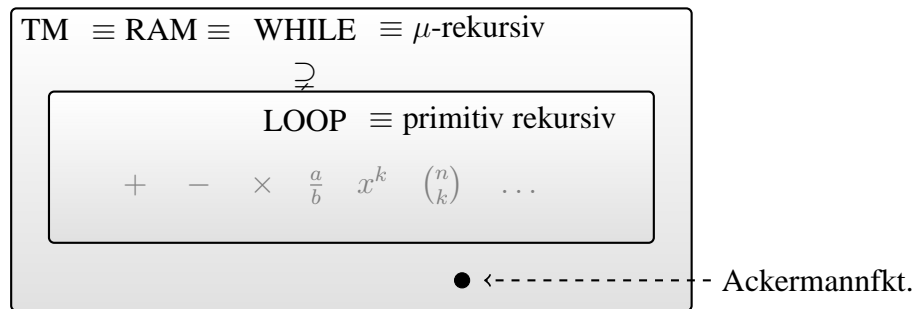 TM ≡ RAM ≡ WHILE ≡ μ-rekursiv
⊋
LOOP ≡ primitiv rekursiv
+ − × a/b x^k (n k) …
Ackermannfkt.